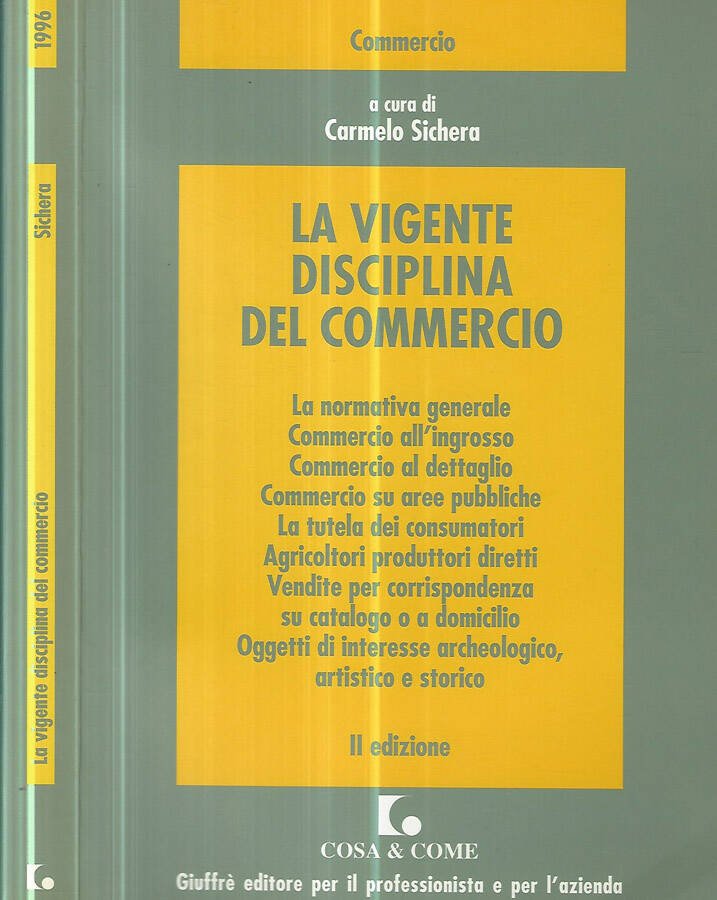 1996
Sichera
La vigente disciplina del commercio
Commercio
a cura di
Carmelo Sichera
LA VIGENTE
DISCIPLINA
DEL COMMERCIO
La normativa generale
Commercio all'ingrosso
Commercio al dettaglio
Commercio su aree pubbliche
La tutela dei consumatori
Agricoltori produttori diretti
Vendite per corrispondenza
su catalogo o a domicilio
Oggetti di interesse archeologico,
artistico e storico
II edizione
COSA & COME
Giuffrè editore per il professionista e per l'azienda